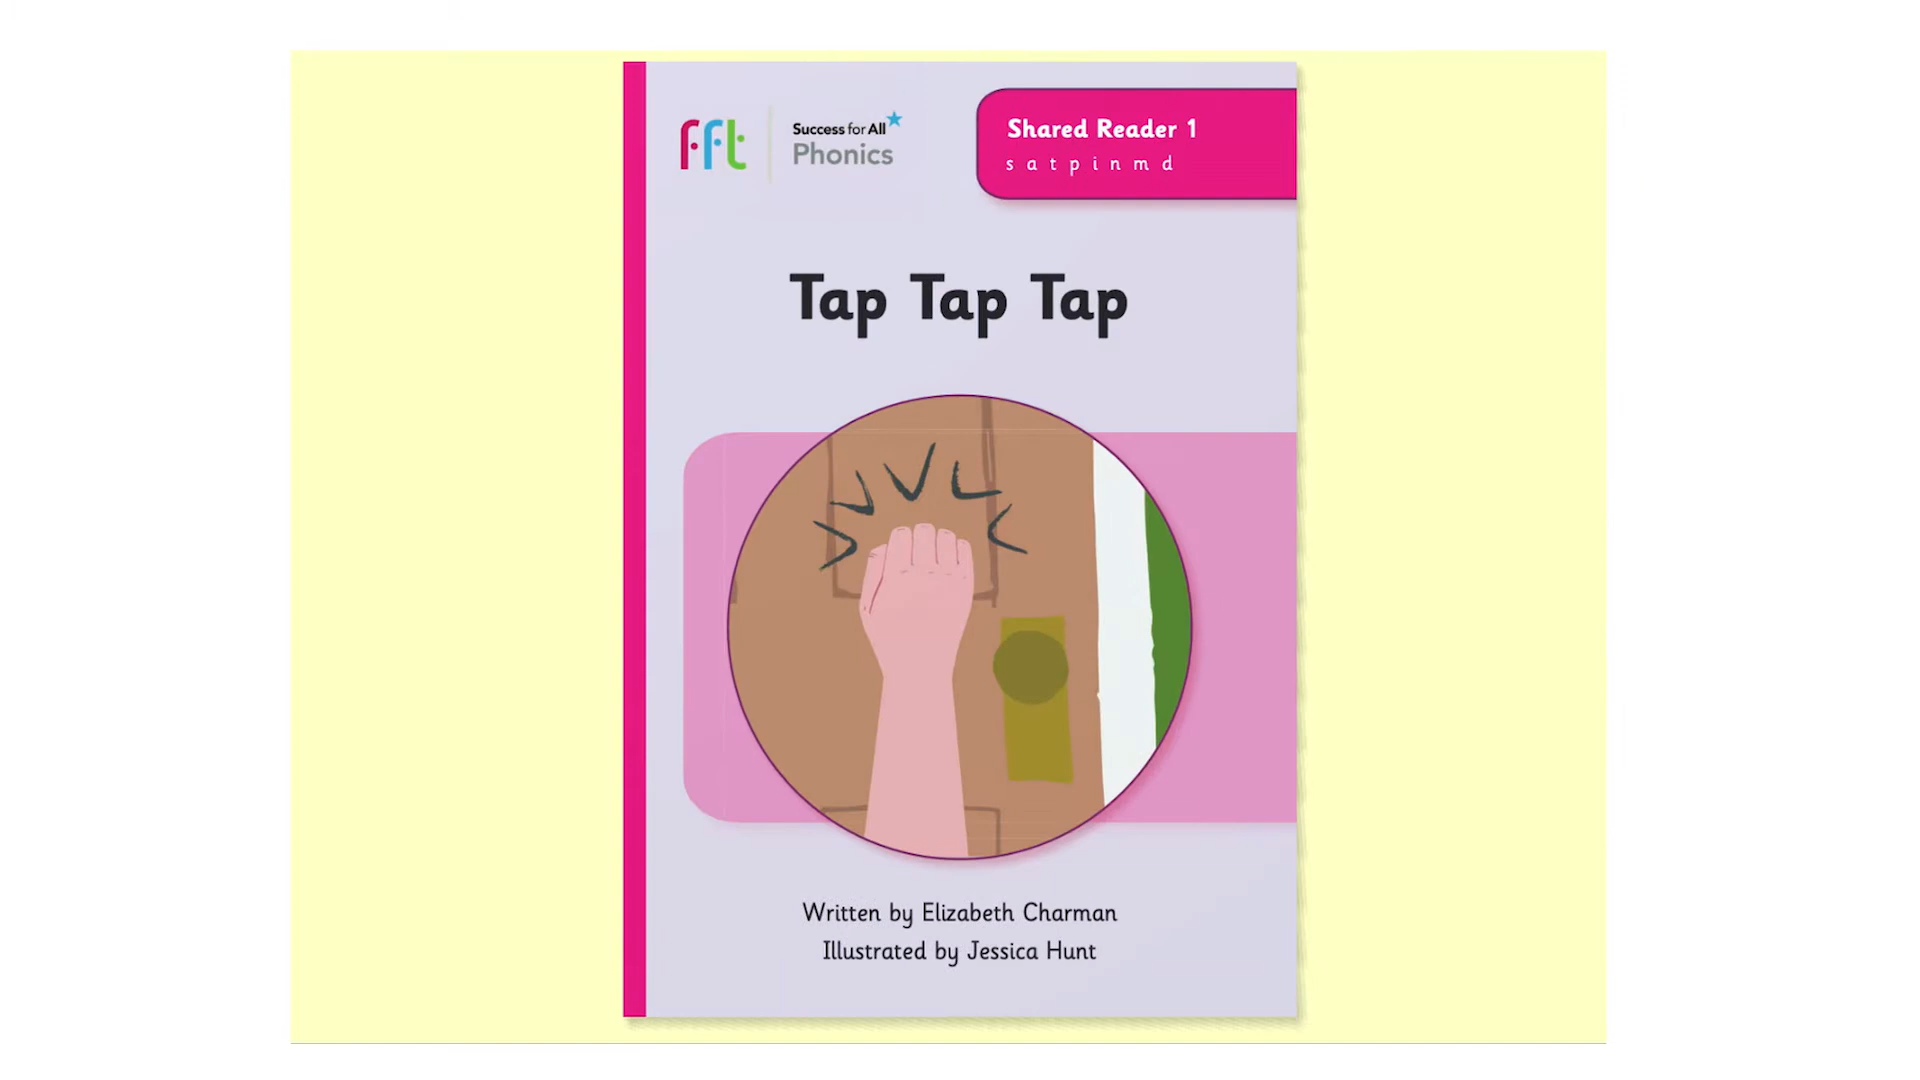 fft
Success for All
Phonics
Shared Reader 1
s a t p i n m d
Tap Tap Tap
Written by Elizabeth Charman
Illustrated by Jessica Hunt